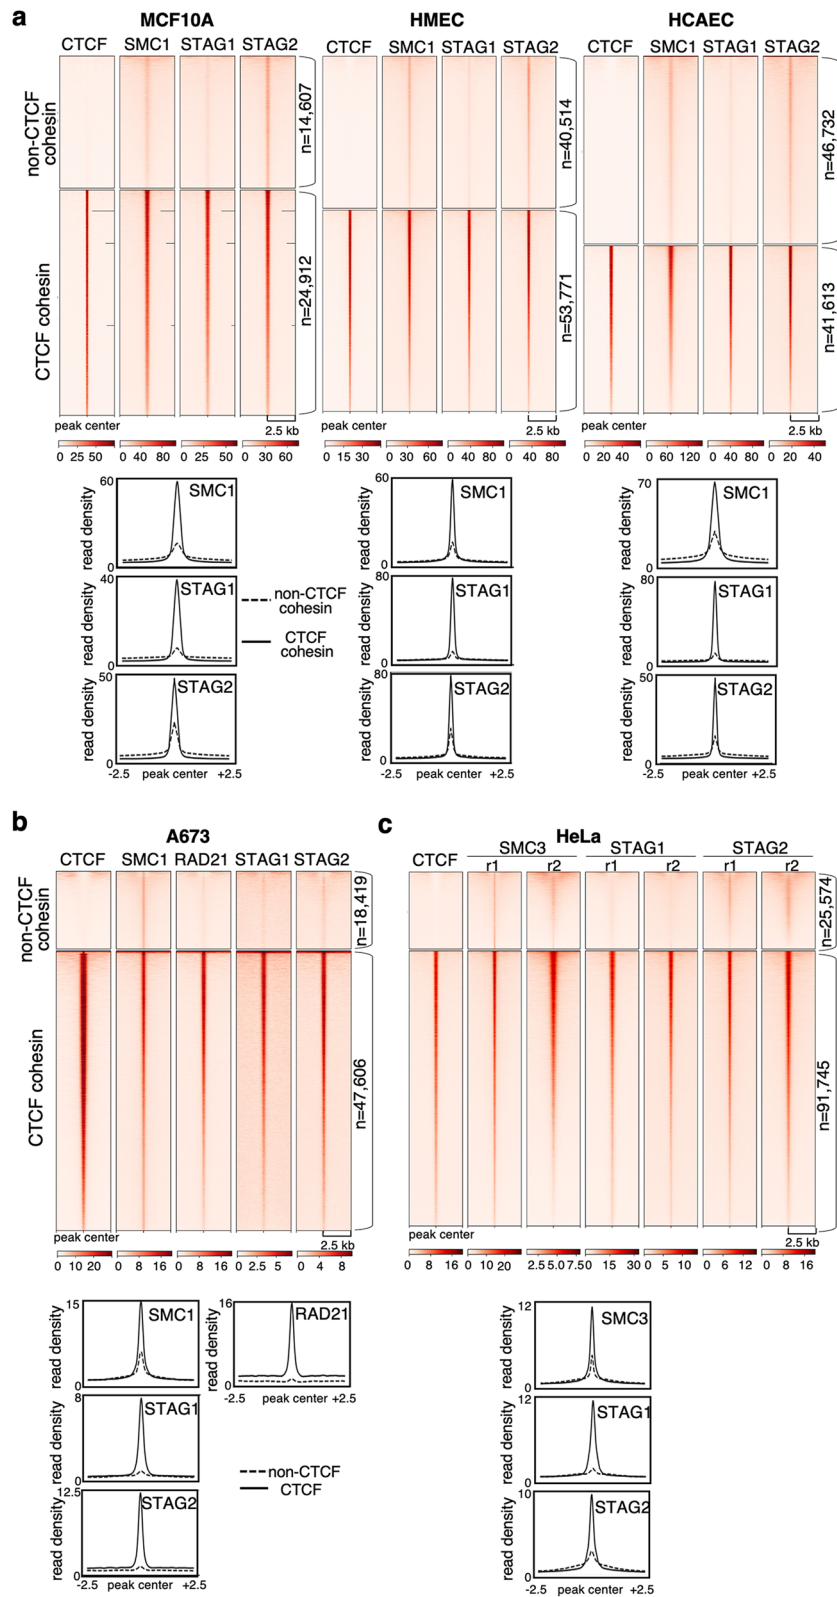 a
MCF10A HMEC HCAEC
CTCF SMC1 STAG1 STAG2 CTCF SMC1 STAG1 STAG2 CTCF SMC1 STAG1 STAG2
non-CTCF
cohesin
n=14,607
n=40,514
n=46,732
CTCF cohesin
n=24,912
n=53,771
n=41,613
peak center 2.5 kb peak center 2.5 kb peak center 2.5 kb
0 25 50 0 40 80 0 25 50 0 30 60 0 15 30 0 30 60 0 40 80 0 40 80 0 20 40 0 60 120 0 40 80 0 20 40
60 SMC1 60 SMC1 70 SMC1
read density read density read density
0 0 0
40 STAG1 80 STAG1 80 STAG1
read density read density read density
0 0 0
non-CTCF
cohesin
CTCF
cohesin
50 STAG2 80 STAG2 50 STAG2
read density read density read density
0 0 0
-2.5 peak center +2.5 -2.5 peak center +2.5 -2.5 peak center +2.5
b
A673
CTCF SMC1 RAD21 STAG1 STAG2
non-CTCF
cohesin
n=18,419
CTCF cohesin
n=47,606
peak center 2.5 kb
0 10 20 0 8 16 0 8 16 0 2.5 5 0 4 8
15 SMC1 16 RAD21
read density read density
0 0
-2.5 peak center +2.5
8 STAG1
read density
0
non-CTCF
CTCF
12.5 STAG2
read density
0
-2.5 peak center +2.5
c
HeLa
SMC3 STAG1 STAG2
CTCF r1 r2 r1 r2 r1 r2
n=25,574
n=91,745
peak center 2.5 kb
0 8 16 0 10 20 2.5 5.0 7.5 0 15 30 0 5 10 0 6 12 0 8 16
12 SMC3
read density
0
12 STAG1
read density
0
10 STAG2
read density
0
-2.5 peak center +2.5